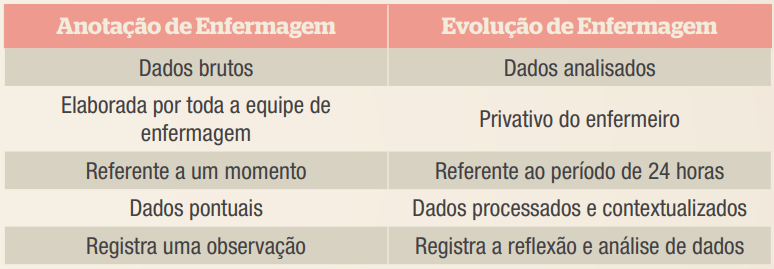 Anotação de Enfermagem Evolução de Enfermagem
Dados brutos Dados analisados
Elaborada por toda a equipe de
enfermagem Privativo do enfermeiro
Referente a um momento Referente ao período de 24 horas
Dados pontuais Dados processados e contextualizados
Registra uma observação Registra a reflexão e análise de dados